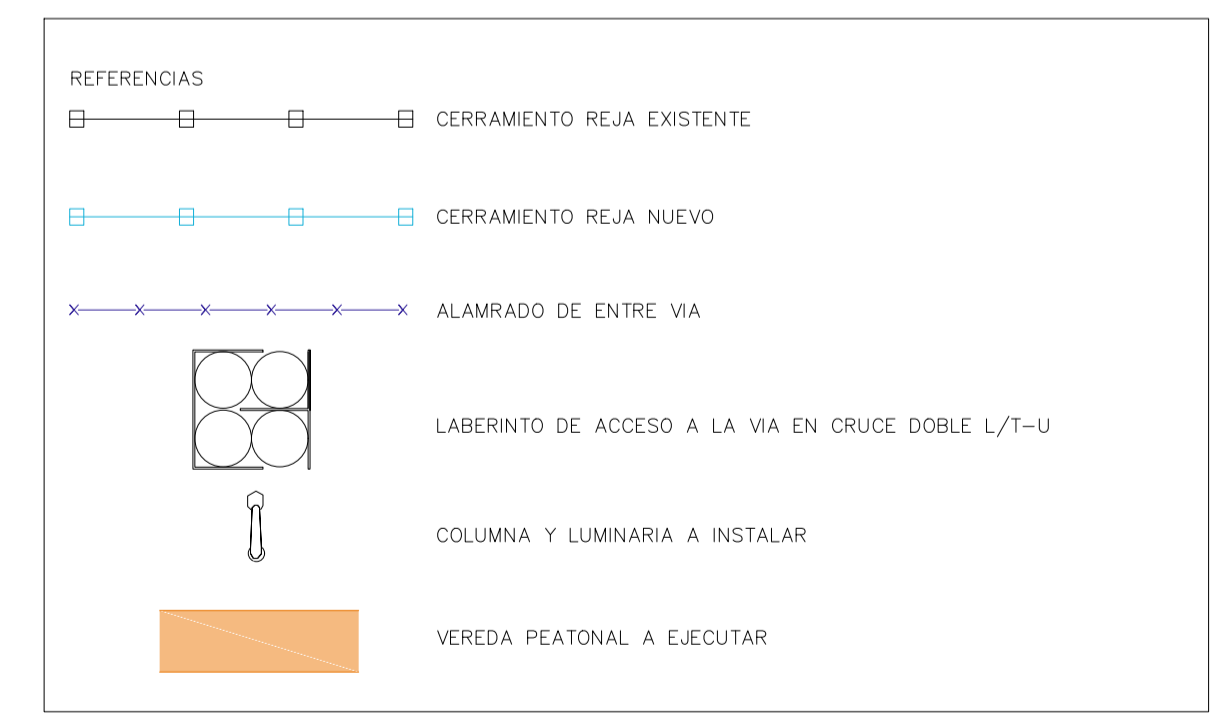 REFERENCIAS
CERRAMIENTO REJA EXISTENTE
CERRAMIENTO REJA NUEVO
ALAMRADO DE ENTRE VIA
LABERINTO DE ACCESO A LA VIA EN CRUCE DOBLE L/T-U
COLUMNA Y LUMINARIA A INSTALAR
VEREDA PEATONAL A EJECUTAR